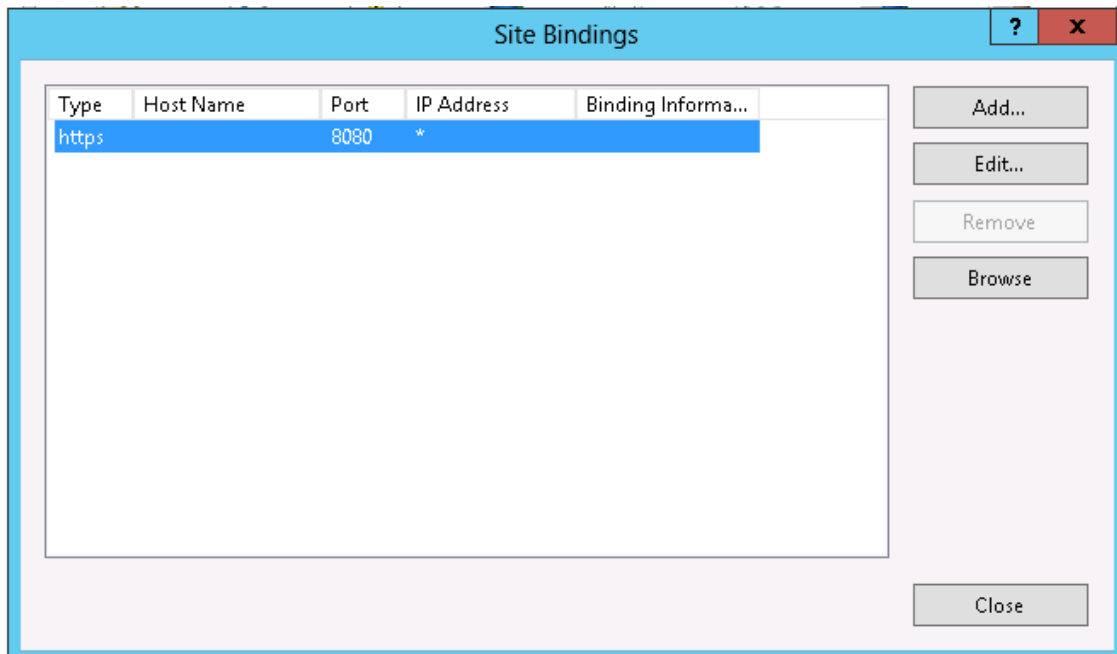 Site Bindings
? x
Type Host Name Port IP Address Binding Informa...
https 8080 *
Add...
Edit...
Remove
Browse
Close